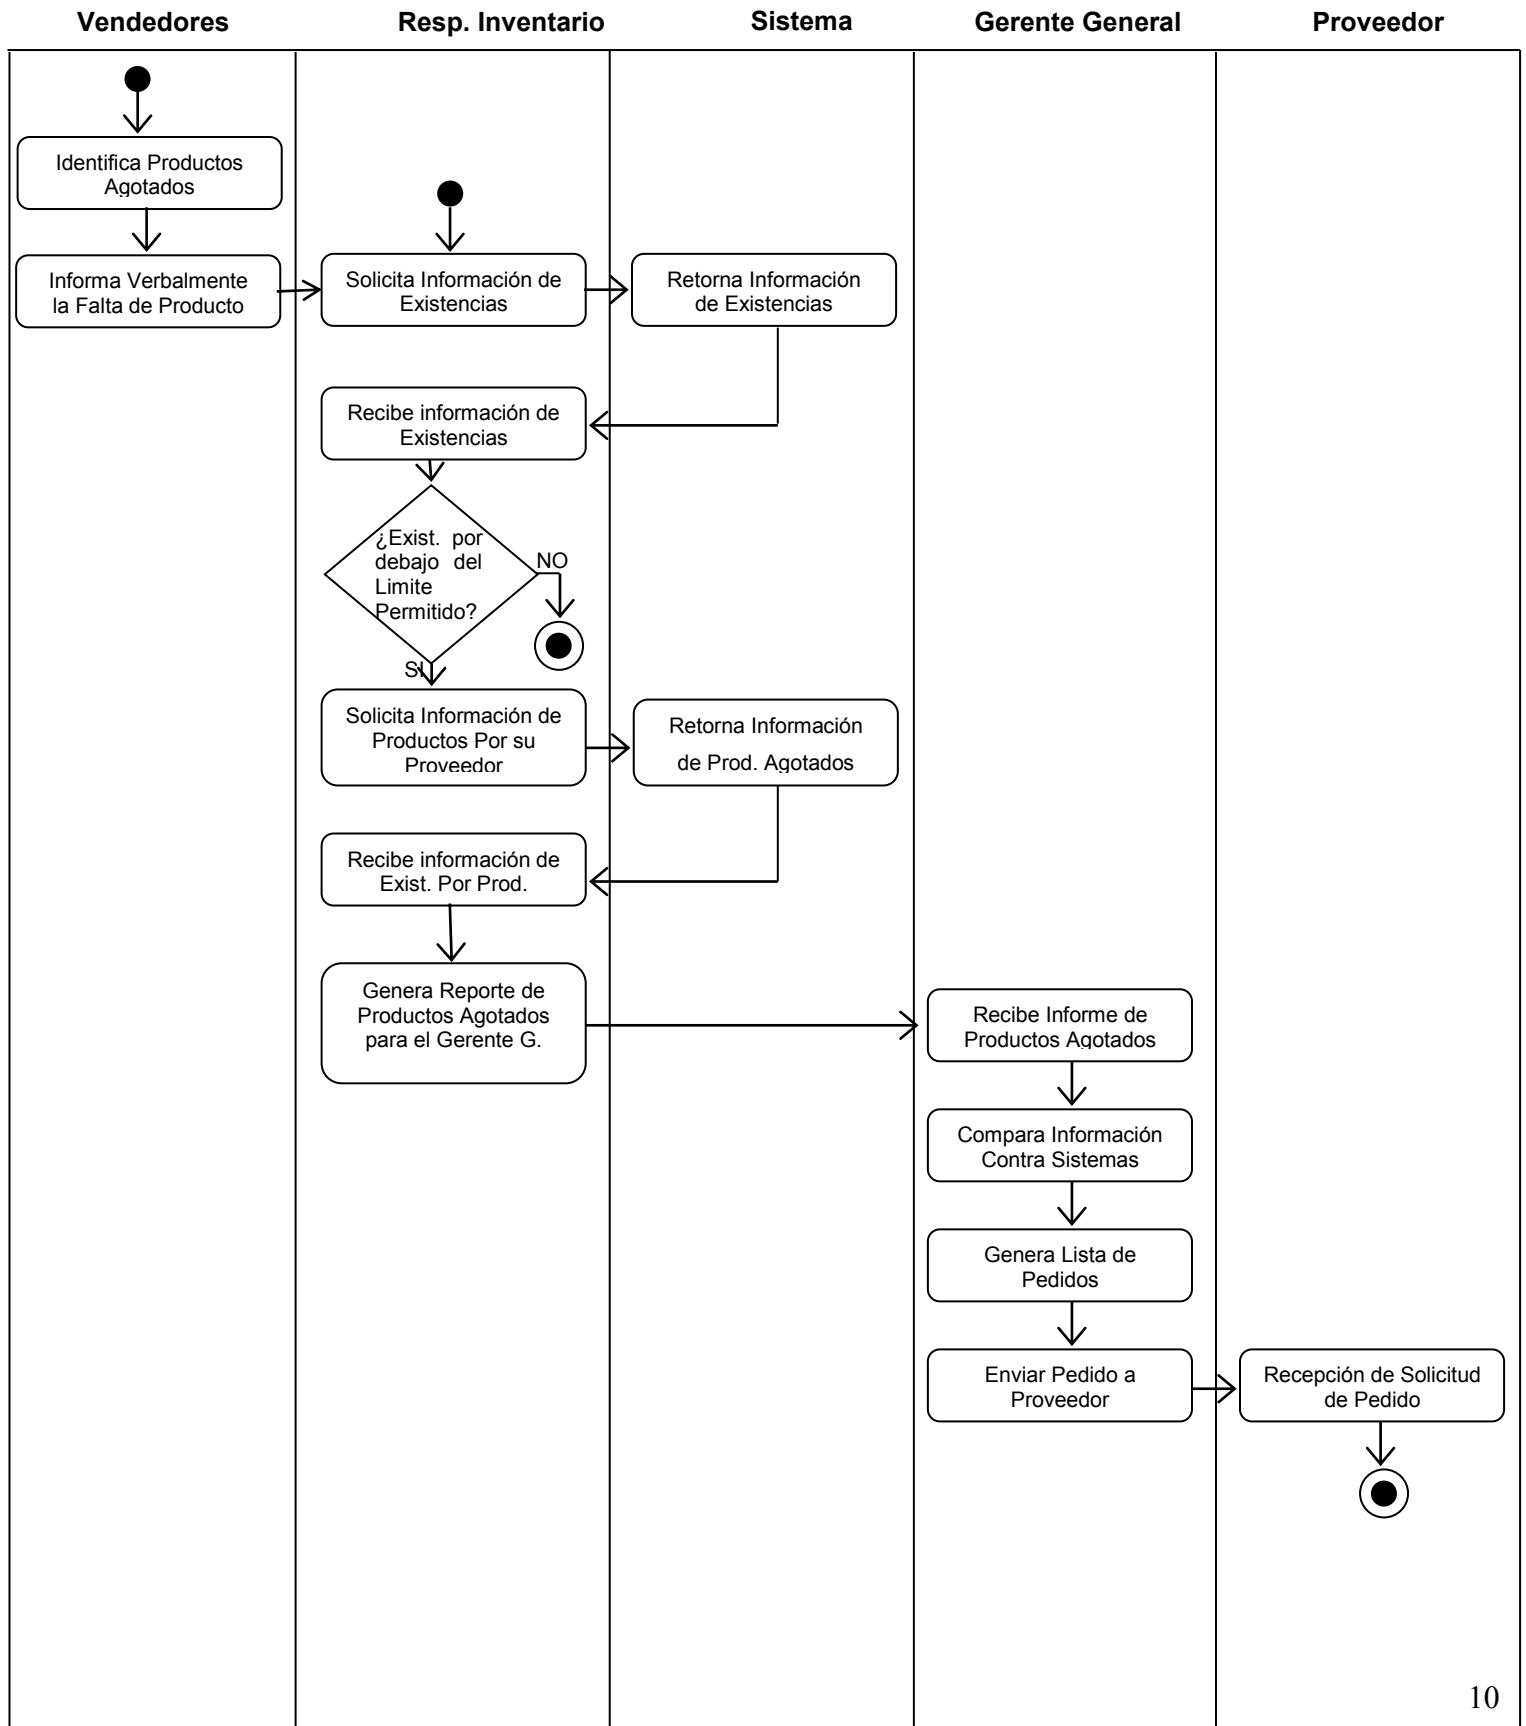 Vendedores
Resp. Inventario
Sistema
Gerente General
Proveedor
Identifica Productos
Agotados
Informa Verbalmente
la Falta de Producto
Solicita Información de
Existencias
Retorna Información
de Existencias
Recibe información de
Existencias
¿Exist. por
debajo del
Limite
Permitido?
NO
SI
Solicita Información de
Productos Por su
Proveedor
Retorna Información
de Prod. Agotados
Recibe información de
Exist. Por Prod.
Genera Reporte de
Productos Agotados
para el Gerente G.
Recibe Informe de
Productos Agotados
Compara Información
Contra Sistemas
Genera Lista de
Pedidos
Enviar Pedido a
Proveedor
Recepción de Solicitud
de Pedido
10